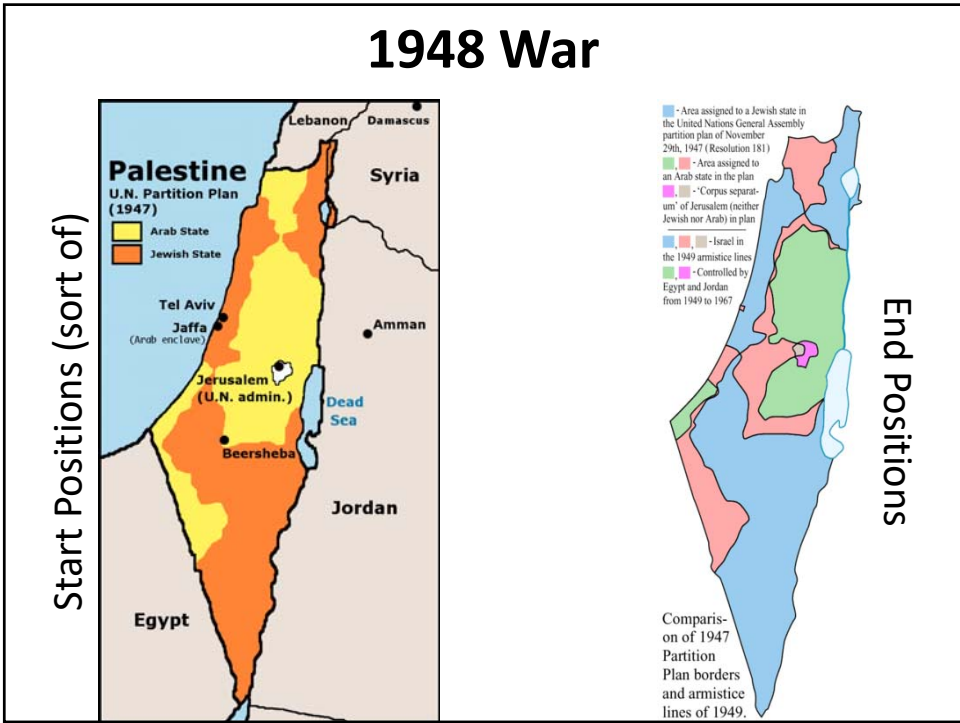 1948 War
Start Positions (sort of)
Palestine
U.N. Partition Plan
(1947)
Arab State
Jewish State
Lebanon
Damascus
Syria
Tel Aviv
Jaffa
(Arab enclave)
Amman
Jerusalem
(U.N. admin.)
Dead
Sea
Beersheba
Jordan
Egypt
- Area assigned to a Jewish state in
the United Nations General Assembly
partition plan of November
29th, 1947 (Resolution 181)
, - Area assigned to
an Arab state in the plan
, - 'Corpus separat-
um' of Jerusalem (neither
Jewish nor Arab) in plan
, , - Israel in
the 1949 armistice lines
, - Controlled by
Egypt and Jordan
from 1949 to 1967
Comparis-
on of 1947
Partition
Plan borders
and armistice
lines of 1949.
End Positions